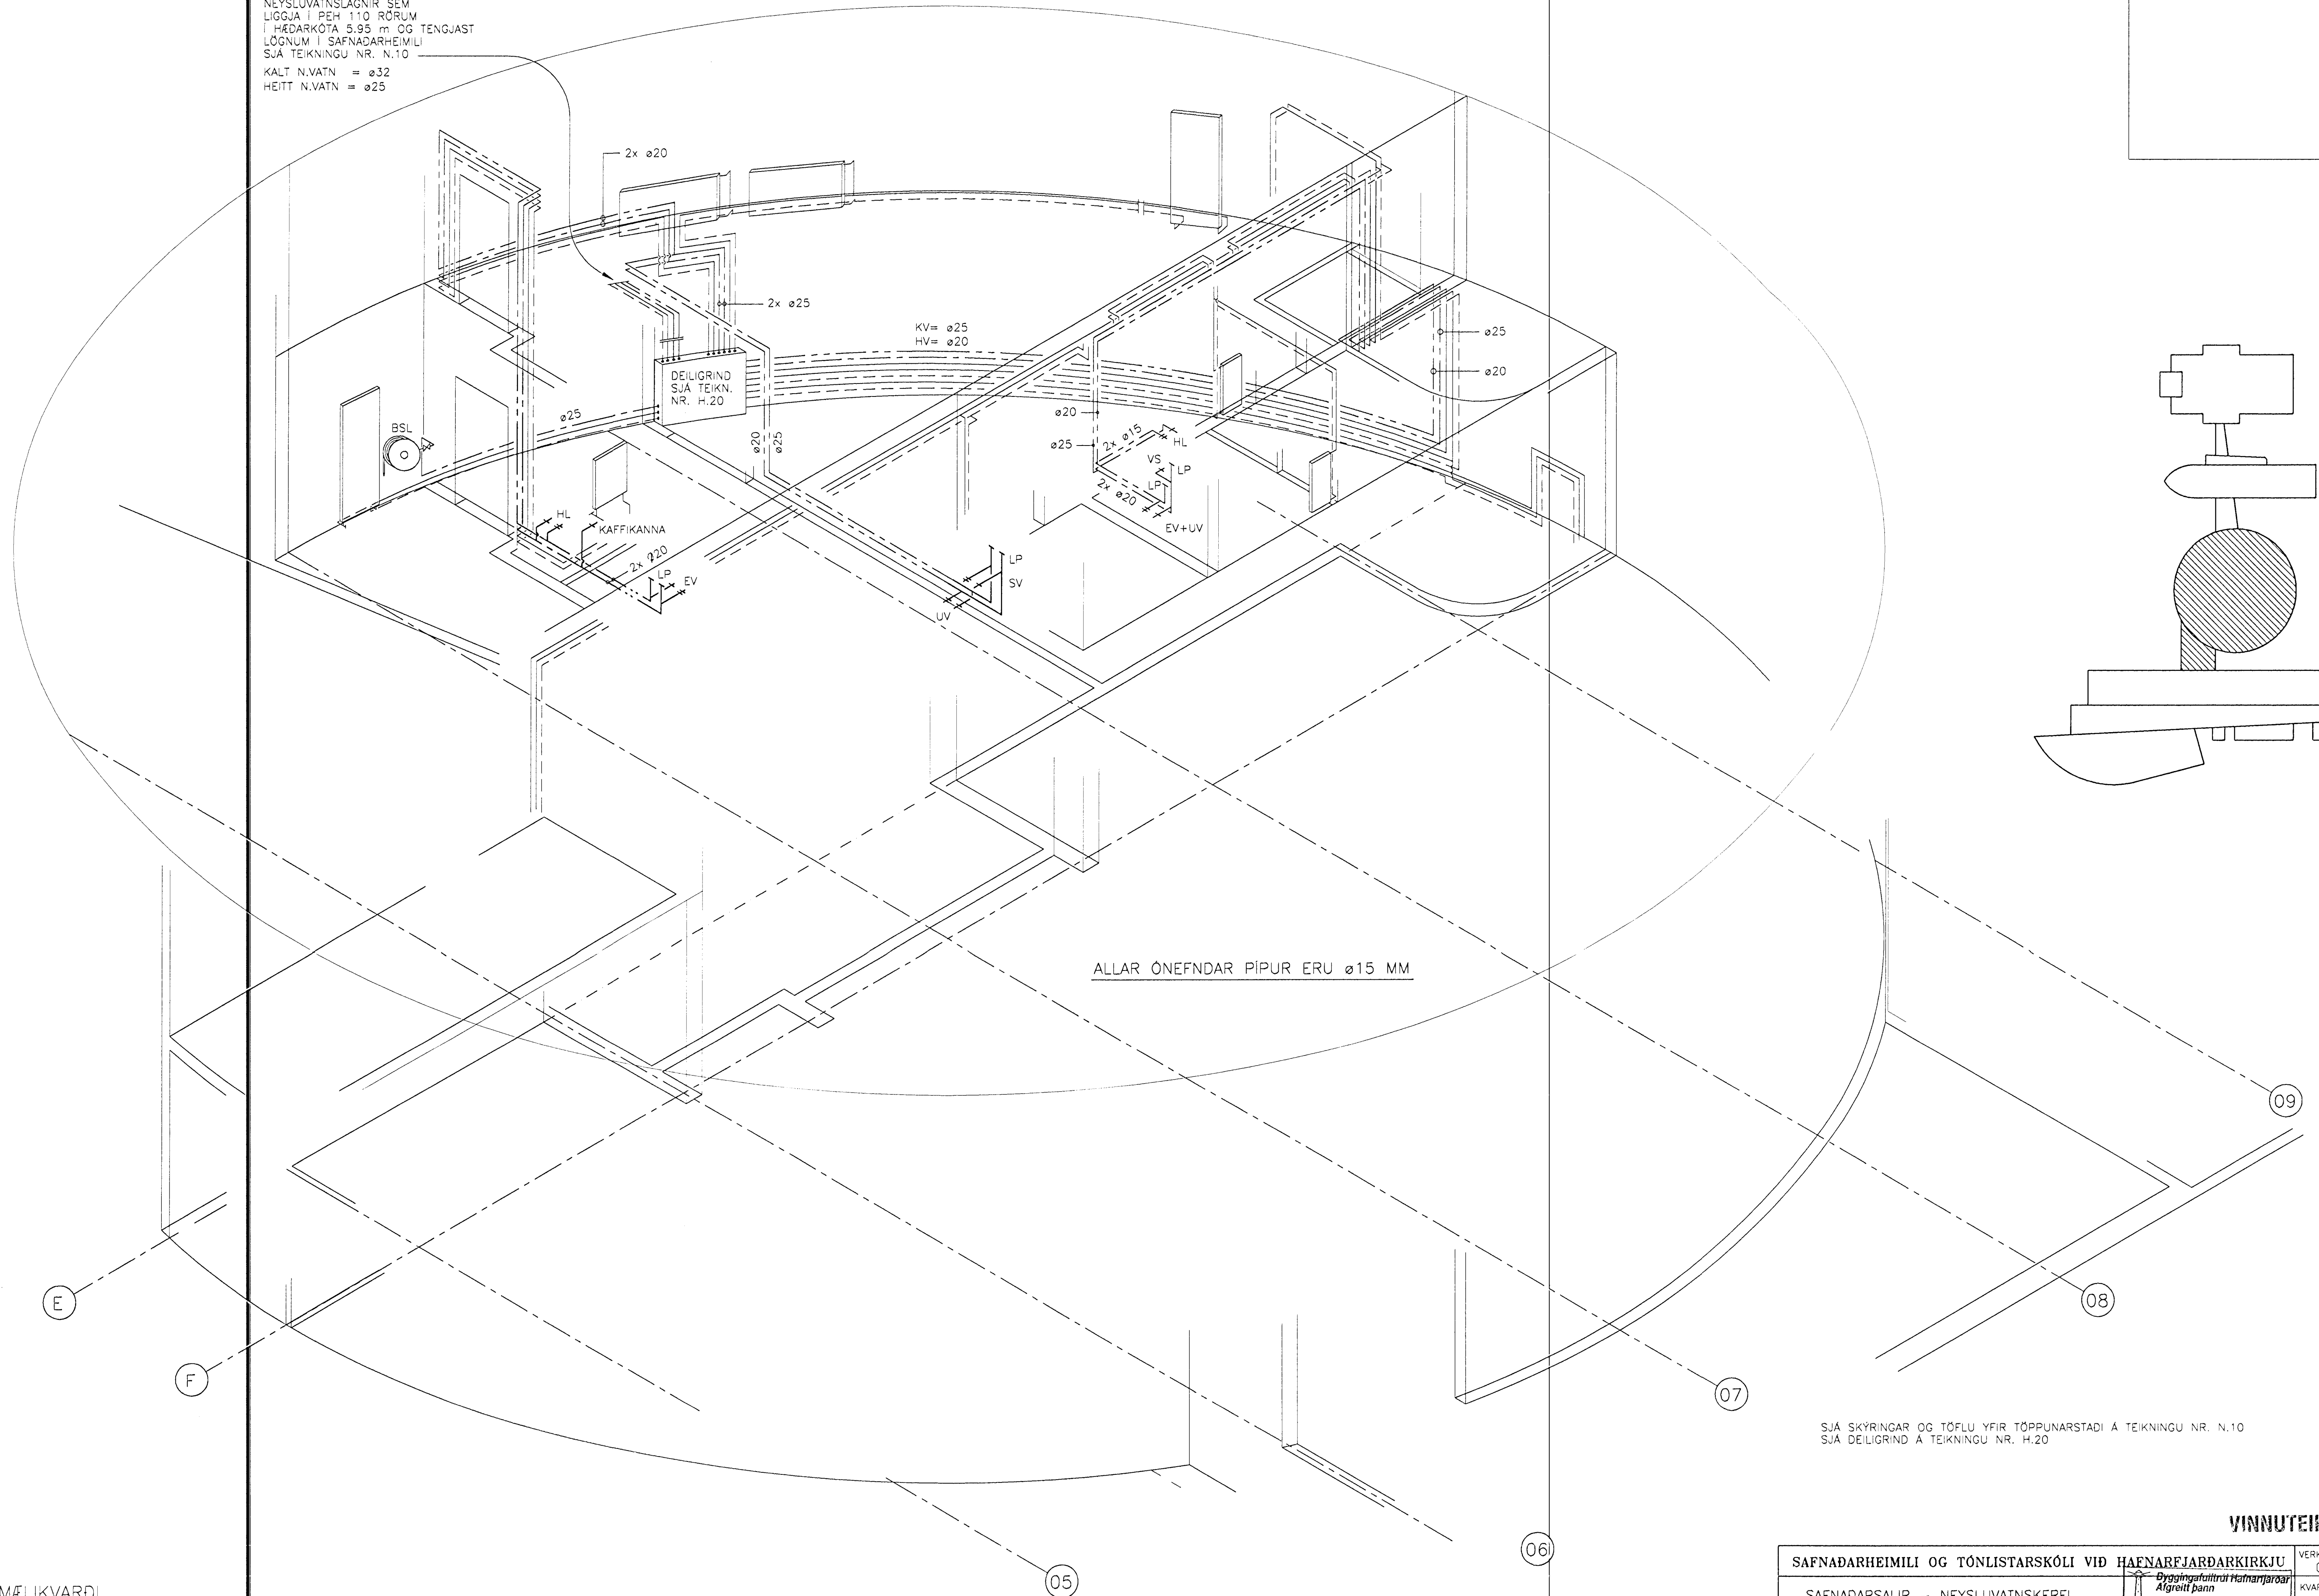 NEYSLUVATNSLAGNIR SEM
LIGGJA Í PEH 110 RÖRUM
Í HÆÐARKÓTA 5.95 m OG TENGJAST
LÖGNUM Í SAFNAÐARHEIMILI
SJÁ TEIKNINGU NR. N.10
KALT N.VATN = ø32
HEITT N.VATN = ø25
2x ø20
2x ø25
KV= ø25
HV= ø20
ø25
ø20
DEILIGRIND
SJÁ TEIKN.
NR. H.20
ø25
BSL
ø20
ø25
ø20
ø25
2x ø15
HL
VS
LP
LP
2x ø20
EV+UV
HL
KAFFIKANNA
2x ø20
LP
EV
LP
SV
UV
ALLAR ÓNEFNDAR PÍPUR ERU ø15 MM
09
E
08
F
07
SJÁ SKÝRINGAR OG TÖFLU YFIR TÖPPUNARSTAÐI Á TEIKNINGU NR. N.10
SJÁ DEILIGRIND Á TEIKNINGU NR. H.20
06
05
SAFNAÐARHEIMILI OG TÓNLISTARSKÓLI VIÐ HAFNARFJARÐARKIRKJU
Byggingafulltrúi Hafnarfjarðar
Afgreitt þann
SAFNAÐARSALIR - NEYSLUVATNSKERFI
MÆLIKVARÐI